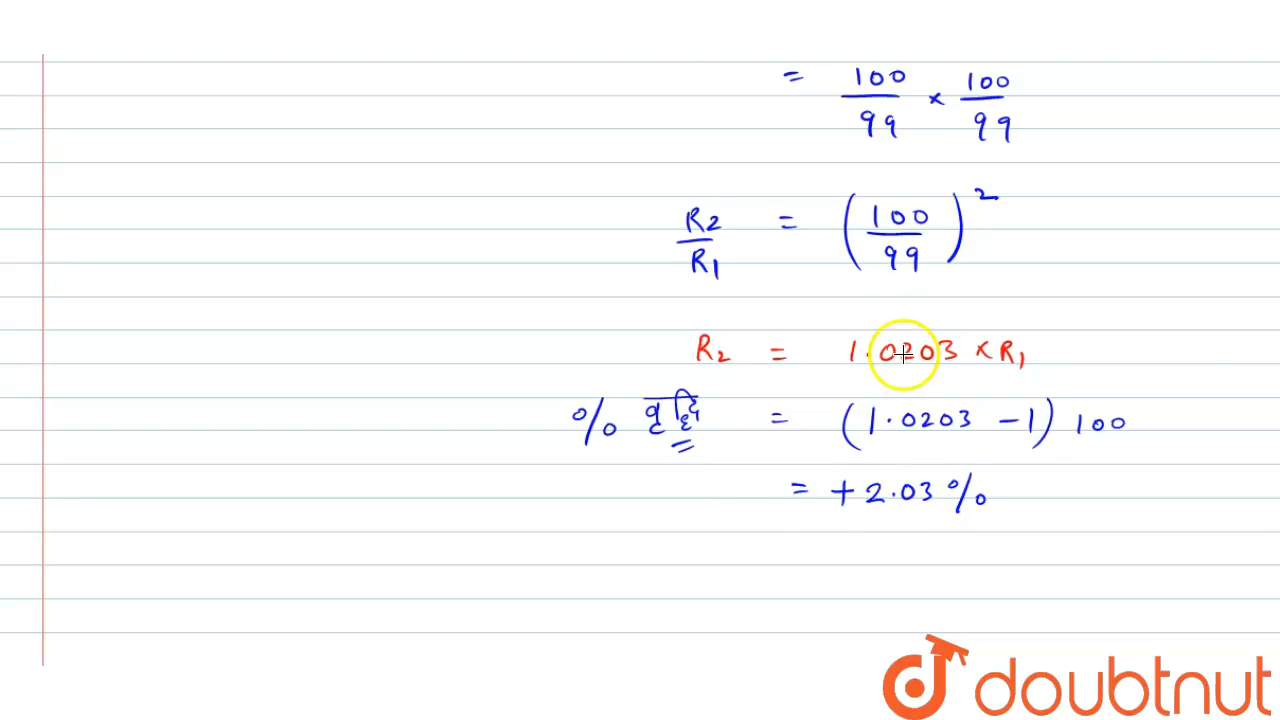 = 100/99 × 100/99
R2/R1 = (100/99)²
R2 = 1.0203 × R1
% वृद्धि = (1.0203 - 1) 100
= + 2.03 %
doubtnut